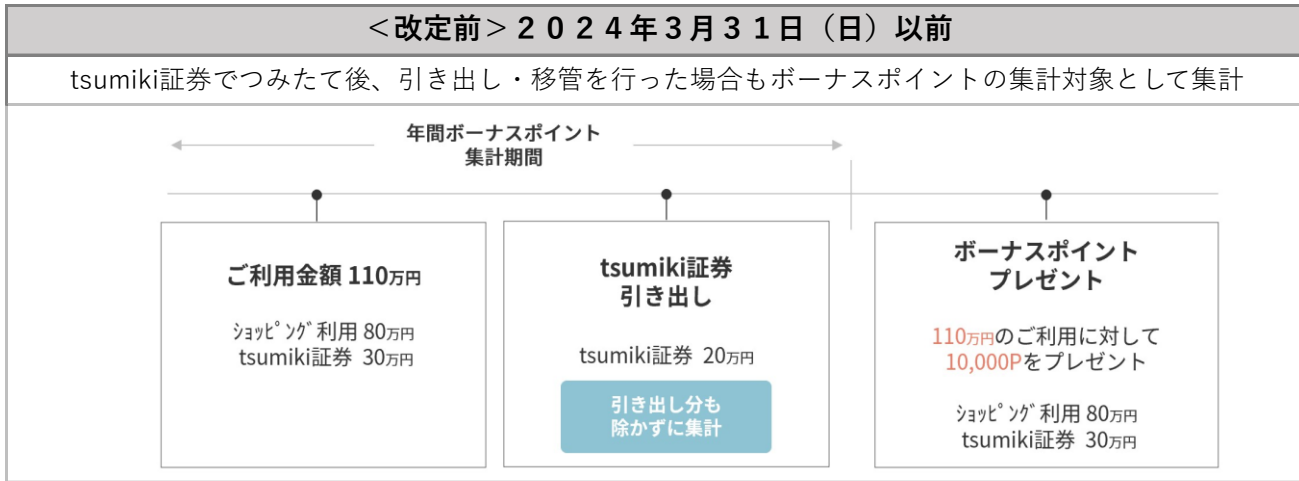 ＜改定前＞２０２４年３月３１日（日）以前
tsumiki証券でつみたて後、引き出し・移管を行った場合もボーナスポイントの集計対象として集計
年間ボーナスポイント
集計期間
ご利用金額 110万円
ｼｮｯﾋﾟﾝｸﾞ利用 80万円
tsumiki証券 30万円
tsumiki証券
引き出し
tsumiki証券 20万円
引き出し分も
除かずに集計
ボーナスポイント
プレゼント
110万円のご利用に対して
10,000Pをプレゼント
ｼｮｯﾋﾟﾝｸﾞ利用 80万円
tsumiki証券 30万円